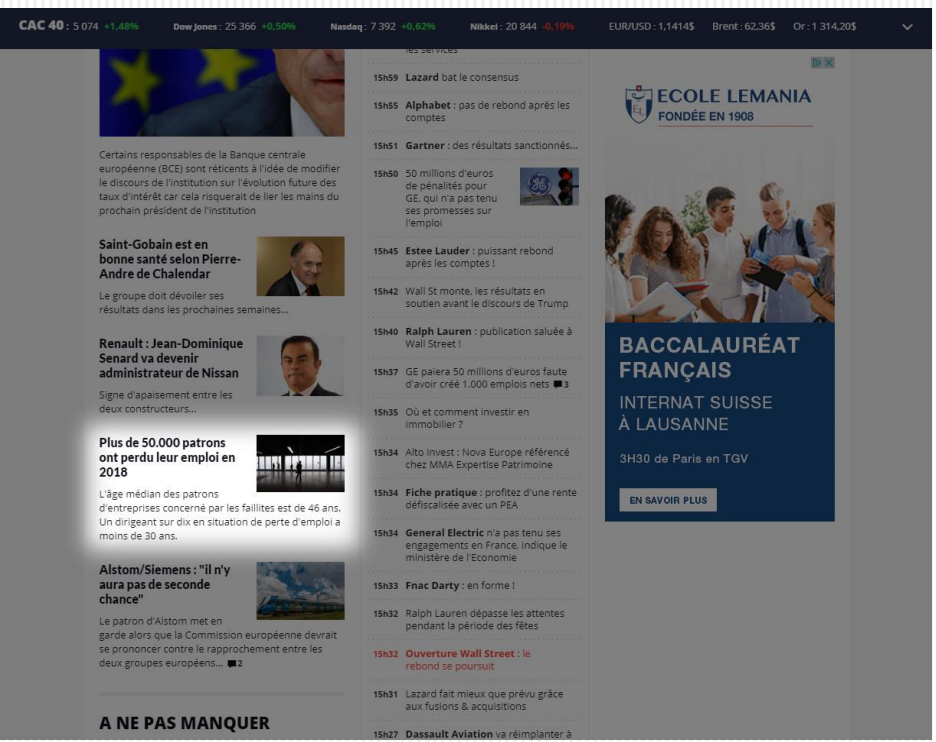 CAC 40 : 5 074 +1,48% Dow Jones : 25 366 +0,50% Nasdaq : 7 392 +0,62% Nikkei : 20 844 -0,19% EUR/USD : 1,1414$ Brent : 62,36$ Or : 1 314,20$
Certains responsables de la Banque centrale
européenne (BCE) sont réticents à l'idée de modifier
le discours de l'institution sur l'évolution future des
taux d'intérêt car cela risquerait de lier les mains du
prochain président de l'institution
Saint-Gobain est en
bonne santé selon Pierre-
Andre de Chalendar
Le groupe doit dévoiler ses
résultats dans les prochaines semaines...
Renault : Jean-Dominique
Senard va devenir
administrateur de Nissan
Signe d'apaisement entre les
deux constructeurs...
Plus de 50.000 patrons
ont perdu leur emploi en
2018
L'âge médian des patrons
d'entreprises concerné par les faillites est de 46 ans.
Un dirigeant sur dix en situation de perte d'emploi a
moins de 30 ans.
Alstom/Siemens : "il n'y
aura pas de seconde
chance"
Le patron d'Alstom met en
garde alors que la Commission européenne devrait
se prononcer contre le rapprochement entre les
deux groupes européens... 2
A NE PAS MANQUER
les services
15h59 Lazard bat le consensus
15h55 Alphabet : pas de rebond après les
comptes
15h51 Gartner : des résultats sanctionnés...
15h50 50 millions d'euros
de pénalités pour
GE, qui n'a pas tenu
ses promesses sur
l'emploi
15h45 Estee Lauder : puissant rebond
après les comptes !
15h42 Wall St monte, les résultats en
soutien avant le discours de Trump
15h40 Ralph Lauren : publication saluée à
Wall Street !
15h37 GE paiera 50 millions d'euros faute
d'avoir créé 1.000 emplois nets 3
15h35 Où et comment investir en
immobilier ?
15h34 Alto Invest : Nova Europe référencé
chez MMA Expertise Patrimoine
15h34 Fiche pratique : profitez d'une rente
défiscalisée avec un PEA
15h34 General Electric n'a pas tenu ses
engagements en France, indique le
ministère de l'Economie
15h33 Fnac Darty : en forme !
15h32 Ralph Lauren dépasse les attentes
pendant la période des fêtes
15h32 Ouverture Wall Street : le
rebond se poursuit
15h31 Lazard fait mieux que prévu grâce
aux fusions & acquisitions
15h27 Dassault Aviation va réimplanter à
ECOLE LEMANIA
FONDÉE EN 1908
BACCALAURÉAT
FRANÇAIS
INTERNAT SUISSE
À LAUSANNE
3H30 de Paris en TGV
EN SAVOIR PLUS